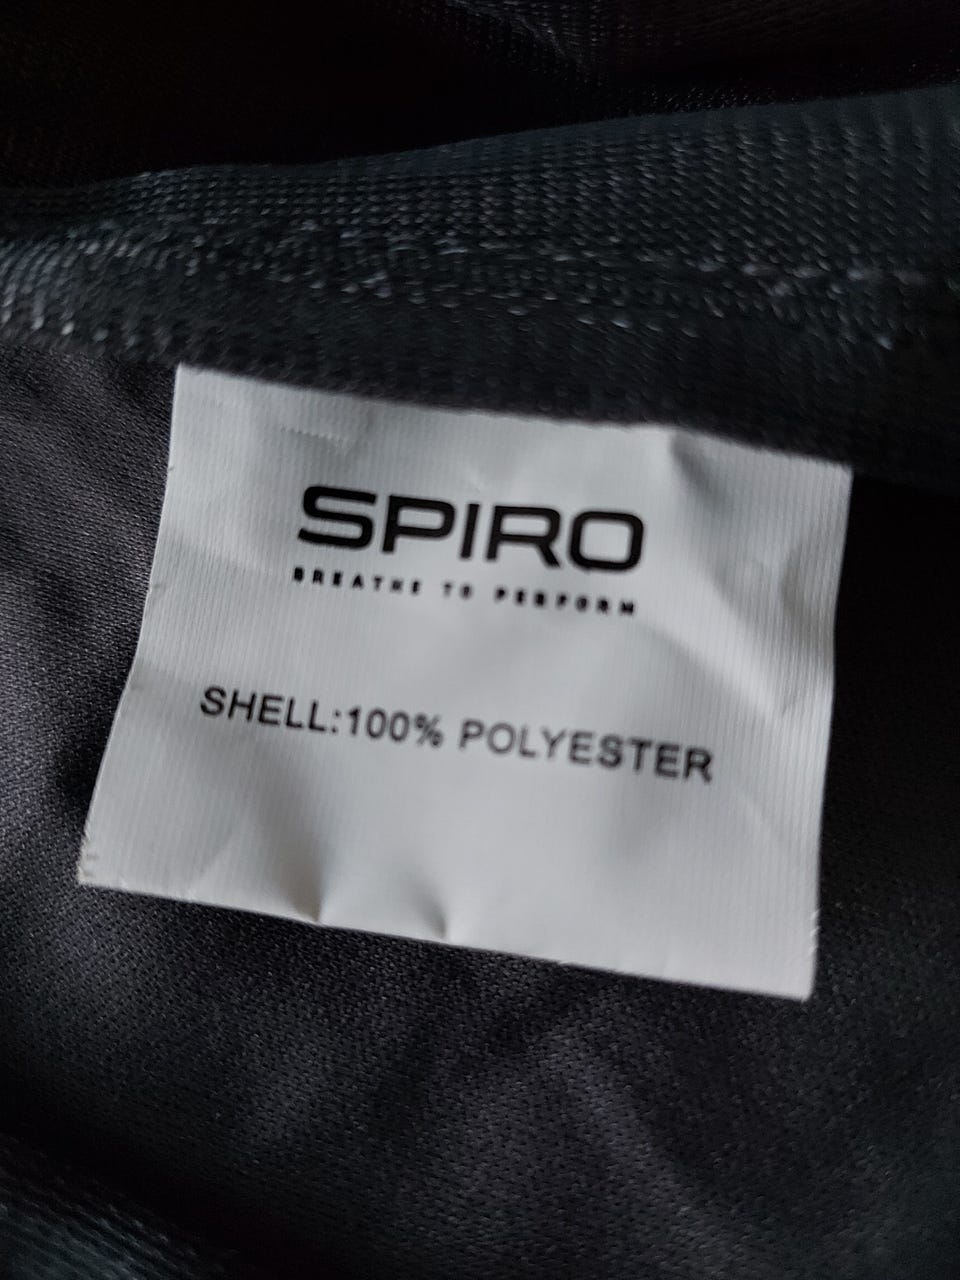 SPIRO
BREATHE TO PERFORM
SHELL:100% POLYESTER